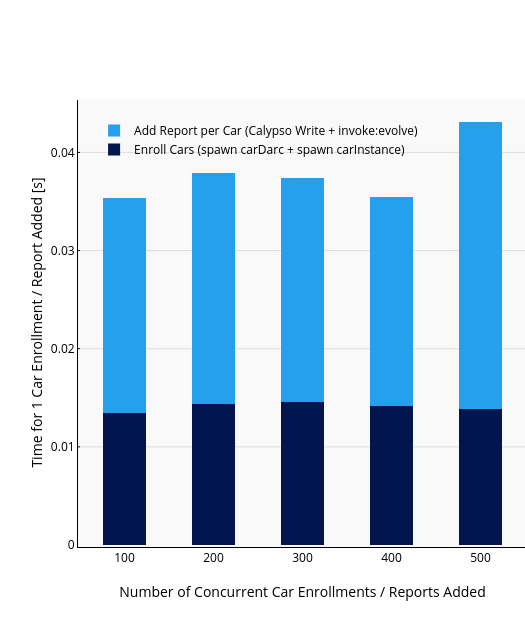 Add Report per Car (Calypso Write + invoke:evolve)
Enroll Cars (spawn carDarc + spawn carInstance)
0.04
0.03
0.02
0.01
0
Time for 1 Car Enrollment / Report Added [s]
100 200 300 400 500
Number of Concurrent Car Enrollments / Reports Added